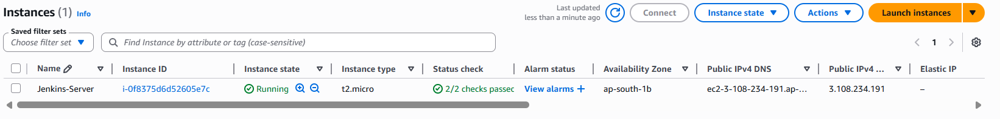 Instances (1) Info
Last updated
less than a minute ago
Connect
Instance state
Actions
Launch instances
Saved filter sets
Choose filter set
Find Instance by attribute or tag (case-sensitive)
1
Name Instance ID Instance state Instance type Status check Alarm status Availability Zone Public IPv4 DNS Public IPv4 ... Elastic IP
Jenkins-Server i-0f8375d6d52605e7c Running t2.micro 2/2 checks passec View alarms + ap-south-1b ec2-3-108-234-191.ap-... 3.108.234.191 –